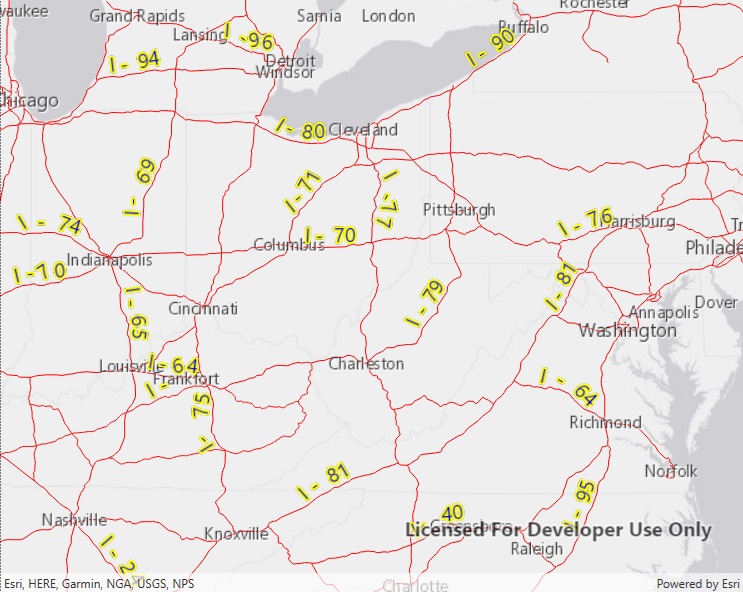 waukee
Grand Rapids
Sarnia
London
Rochester
Lansing
I - 96
Buffalo
I - 90
I - 94
Detroit
Windsor
Chicago
I - 80
Cleveland
I - 69
I - 71
I - 77
Pittsburgh
I - 74
I - 70
I - 76
Harrisburg
Columbus
Indianapolis
Philade
I - 70
I - 81
I - 79
I - 65
Cincinnati
Annapolis
Dover
Washington
Louisville
I - 64
Frankfort
Charleston
I - 75
I - 64
Richmond
I - 81
Norfolk
I - 95
40
Nashville
Knoxville
Licensed For Developer Use Only
Raleigh
I - 24
Charlotte
Esri, HERE, Garmin, NGA, USGS, NPS
Powered by Esri